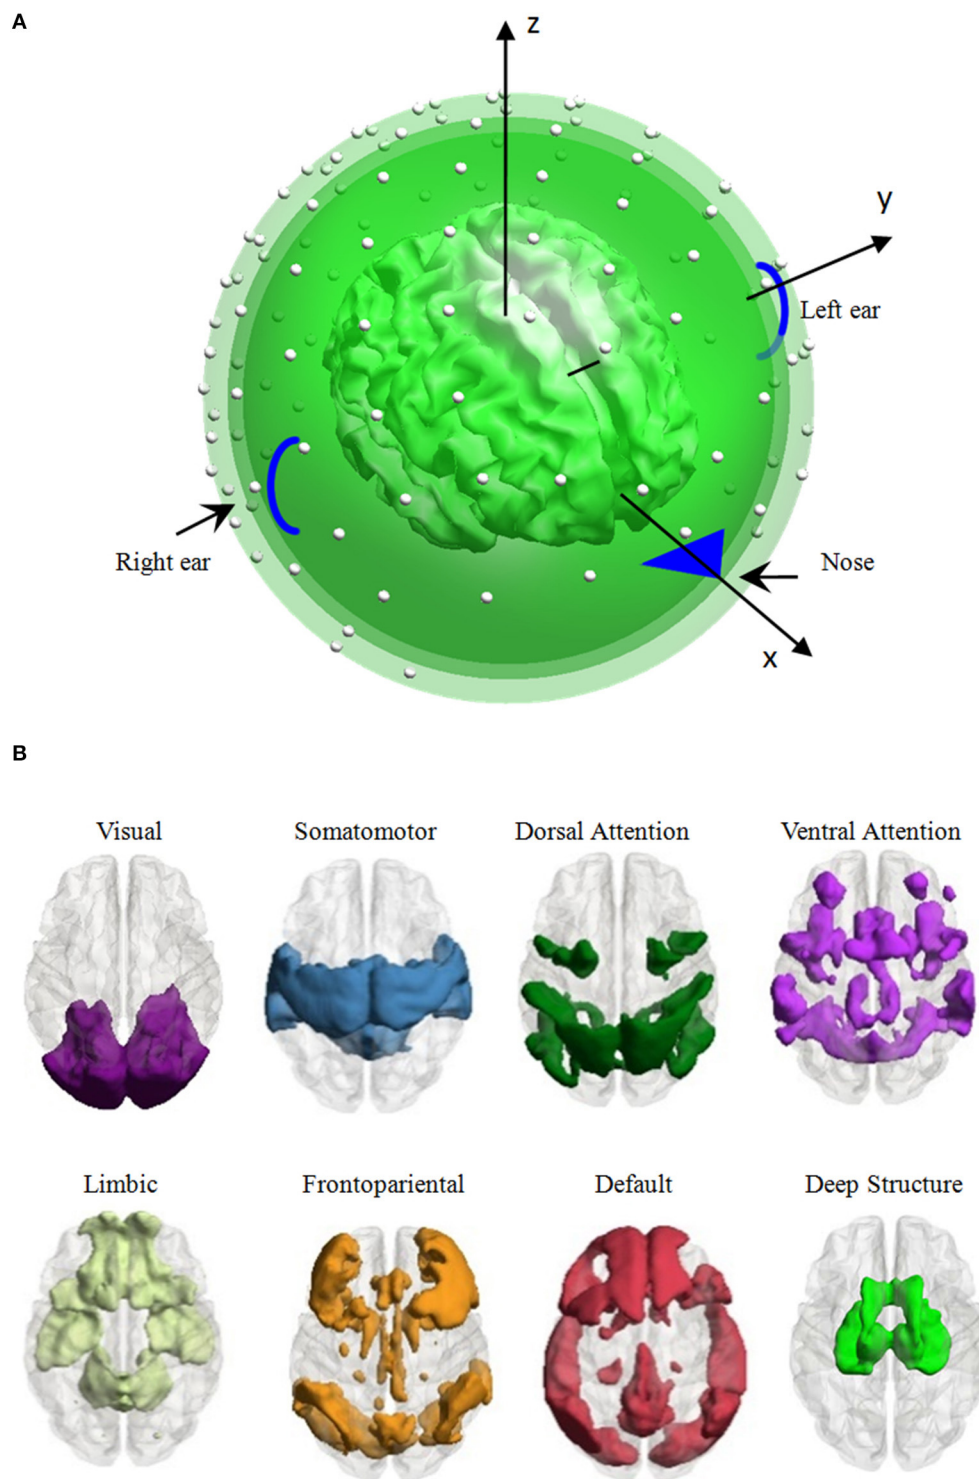 A
z
y
Left ear
Right ear
Nose
x
B
Visual
Somatomotor
Dorsal Attention
Ventral Attention
Limbic
Frontopariental
Default
Deep Structure